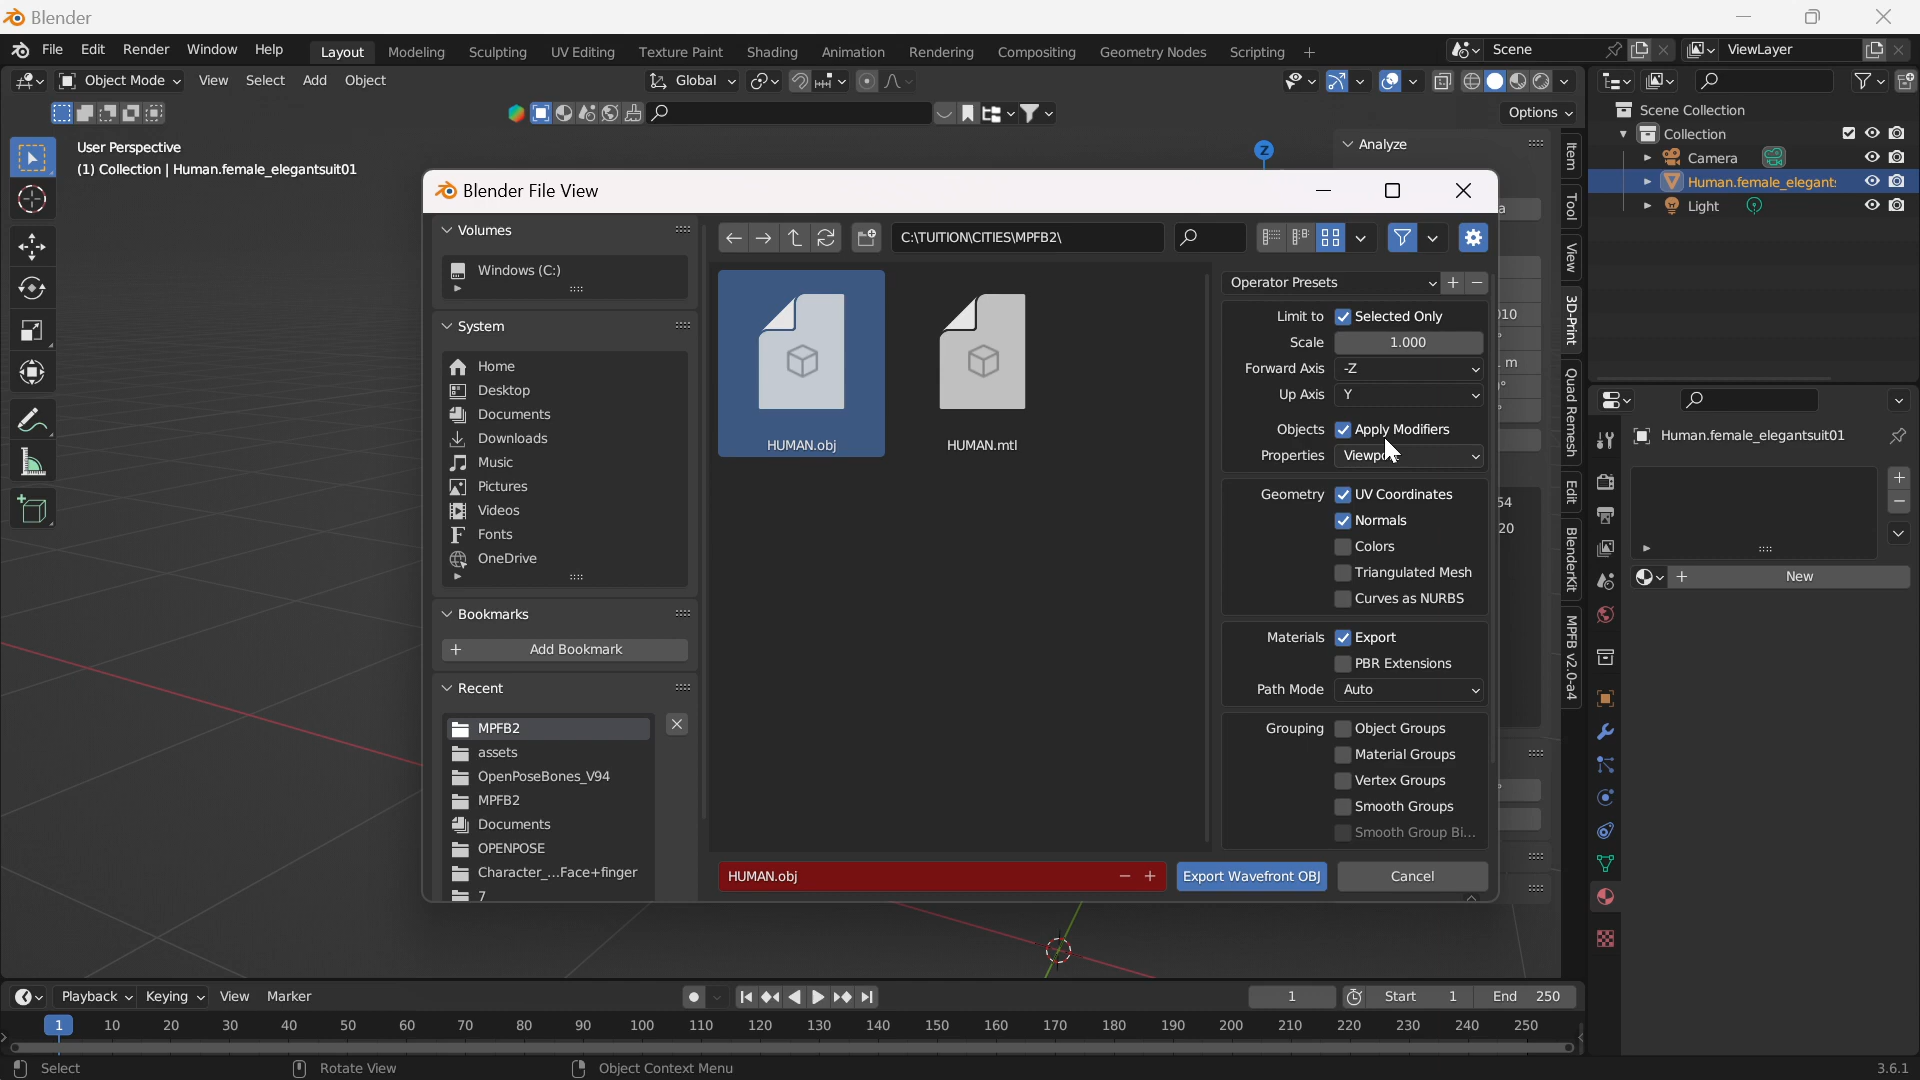 Blender
File Edit Render Window Help Layout Modeling Sculpting UV Editing Texture Paint Shading Animation Rendering Compositing Geometry Nodes Scripting + Scene ViewLayer
Object Mode View Select Add Object Global
Options
User Perspective
(1) Collection | Human.female_elegantsuit01
Z
Analyze
Item
Tool
View
3D-Print
Quad Remesh
Edit
BlenderKit
MPFB v2.0-a4
Blender File View
Volumes
Windows (C:)
System
Home
Desktop
Documents
Downloads
Music
Pictures
Videos
Fonts
OneDrive
Bookmarks
+ Add Bookmark
Recent
MPFB2
assets
OpenPoseBones_V94
MPFB2
Documents
OPENPOSE
Character_...Face+finger
7
C:\TUITION\CITIES\MPFB2\
HUMAN.obj
HUMAN.mtl
Operator Presets
Limit to Selected Only
Scale 1.000
Forward Axis -Z
Up Axis Y
Objects Apply Modifiers
Properties
Geometry UV Coordinates
Normals
Colors
Triangulated Mesh
Curves as NURBS
Materials Export
PBR Extensions
Path Mode Auto
Grouping Object Groups
Material Groups
Vertex Groups
Smooth Groups
Smooth Group Bi...
HUMAN.obj
Export Wavefront OBJ
Cancel
a
010
m
54
20
Scene Collection
Collection
Camera
Human.female_elegant:
Light
Human.female_elegantsuit01
+ New
Playback Keying View Marker 1 Start 1 End 250
1 10 20 30 40 50 60 70 80 90 100 110 120 130 140 150 160 170 180 190 200 210 220 230 240 250
Select Rotate View Object Context Menu 3.6.1